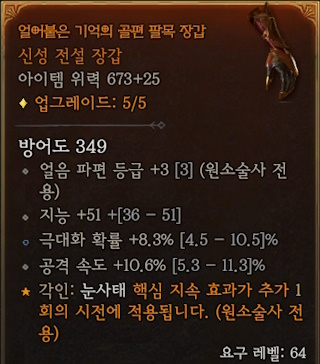 얼어붙은 기억의 골편 팔목 장갑
신성 전설 장갑
아이템 위력 673+25
업그레이드: 5/5
방어도 349
얼음 파편 등급 +3 [3] (원소술사 전
용)
지능 +51 +[36 - 51]
극대화 확률 +8.3% [4.5 - 10.5]%
공격 속도 +10.6% [5.3 - 11.3]%
각인: 눈사태 핵심 지속 효과가 추가 1
회의 시전에 적용됩니다. (원소술사 전
용)
요구 레벨: 64